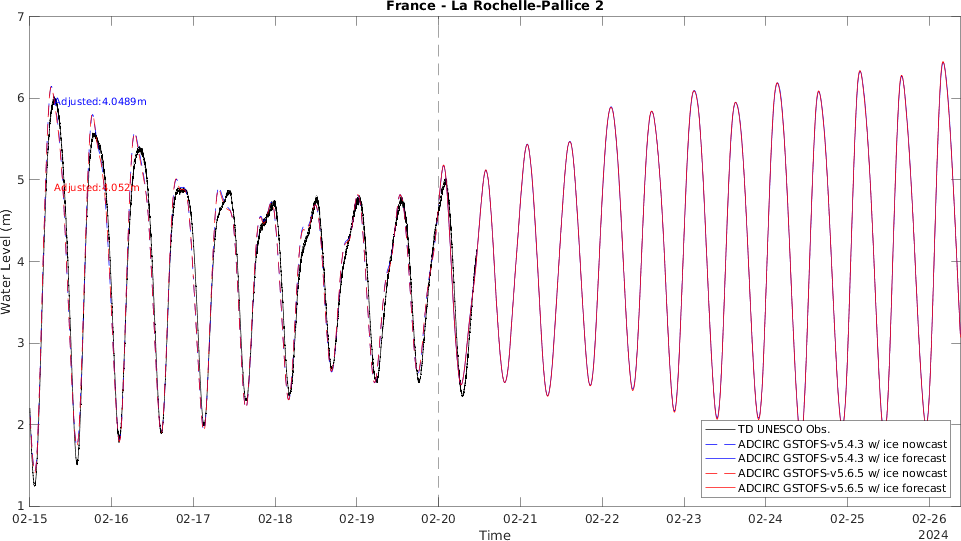 France - La Rochelle-Pallice 2
7
6
5
4
3
2
1
Water Level (m)
Adjusted:4.0489m
Adjusted:4.052m
TD UNESCO Obs.
ADCIRC GSTOFS-v5.4.3 w/ ice nowcast
ADCIRC GSTOFS-v5.4.3 w/ ice forecast
ADCIRC GSTOFS-v5.6.5 w/ ice nowcast
ADCIRC GSTOFS-v5.6.5 w/ ice forecast
02-15 02-16 02-17 02-18 02-19 02-20 02-21 02-22 02-23 02-24 02-25 02-26
Time
2024